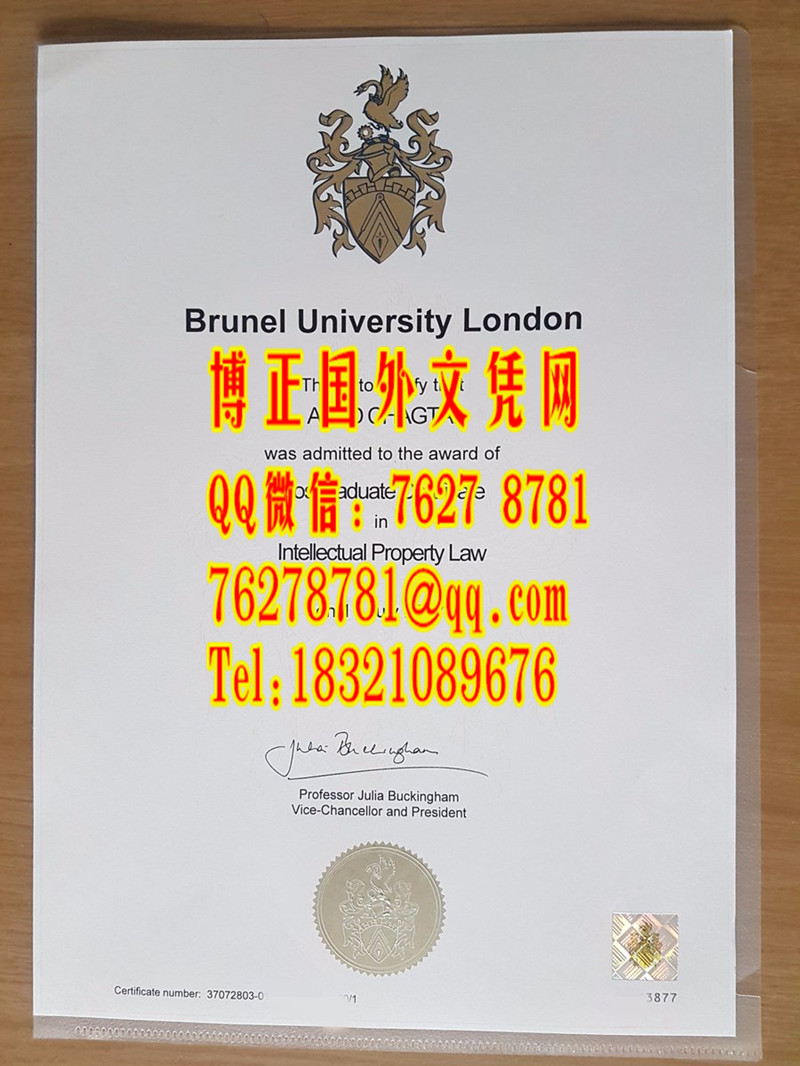 Brunel University London
博正国外文凭网
was admitted to the award of
QQ微信：7627 8781
in
Intellectual Property Law
76278781@qq.com
Tel:18321089676
Julia Buckingham
Professor Julia Buckingham
Vice-Chancellor and President
Certificate number: 37072803-0
3877